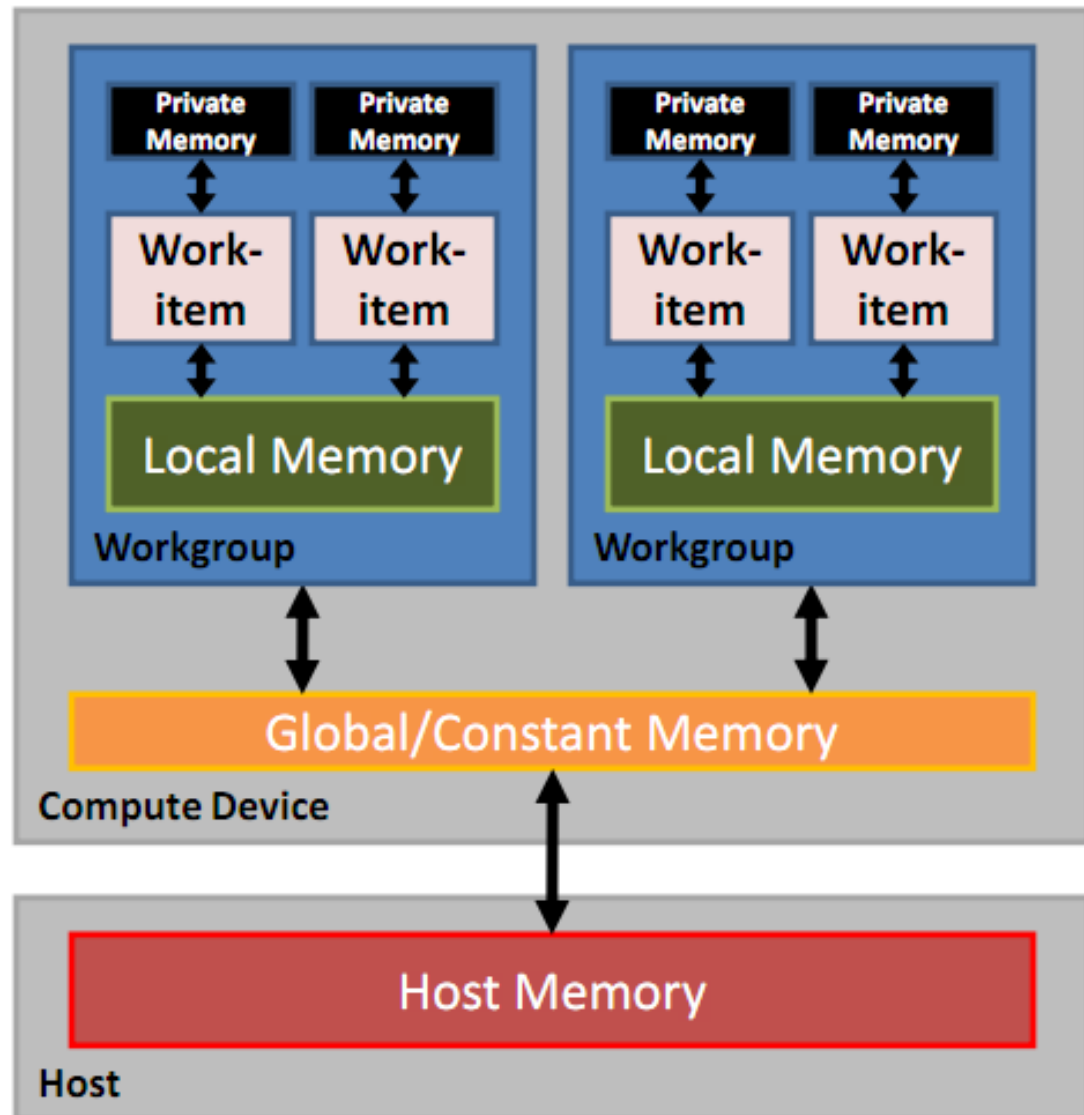 Private Private Private Private
Memory Memory Memory Memory
Work- Work- Work- Work-
item item item item
Local Memory Local Memory
Workgroup Workgroup
Global/Constant Memory
Compute Device
Host Memory
Host